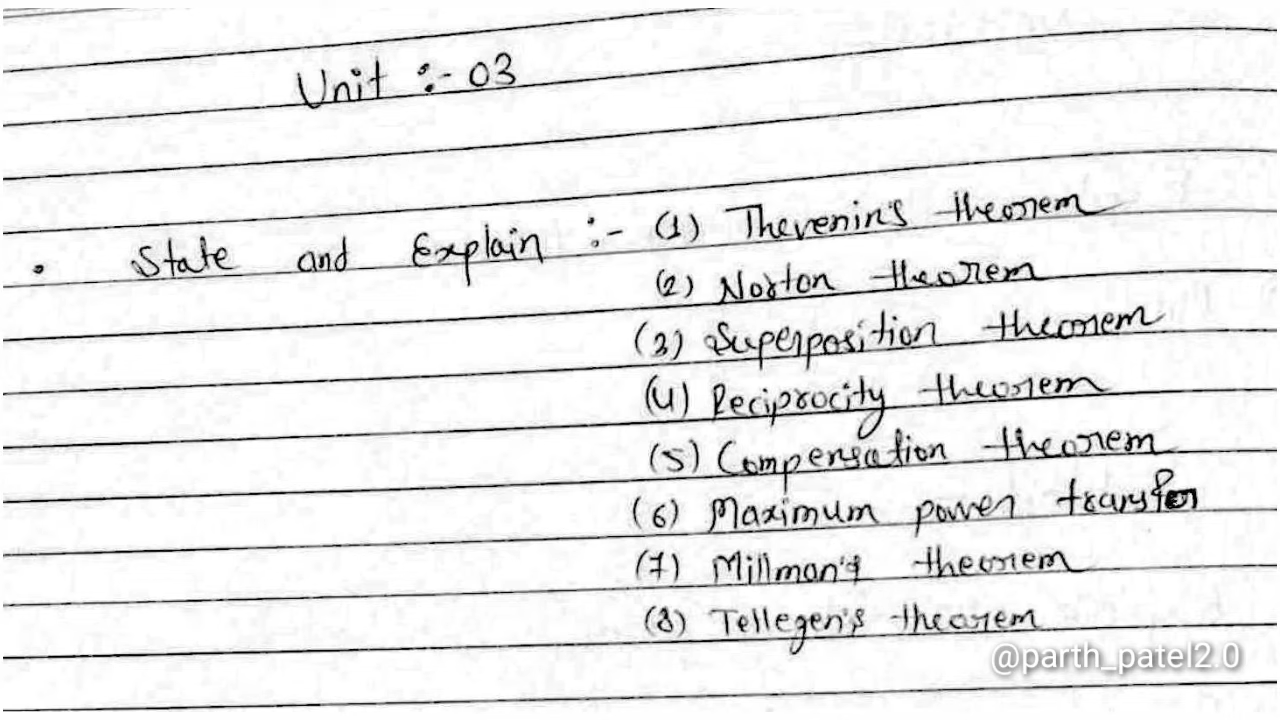 Unit :- 03
• State and Explain :- (1) Thevenin's theorem
(2) Norton theorem
(3) Superposition theorem
(4) Reciprocity theorem
(5) Compensation theorem
(6) Maximum power transfer
(7) Millman's theorem
(8) Tellegen's theorem
@parth_patel2.0